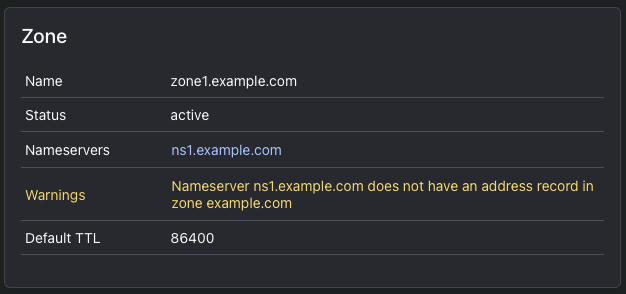 Zone
Name zone1.example.com
Status active
Nameservers ns1.example.com
Warnings Nameserver ns1.example.com does not have an address record in
zone example.com
Default TTL 86400